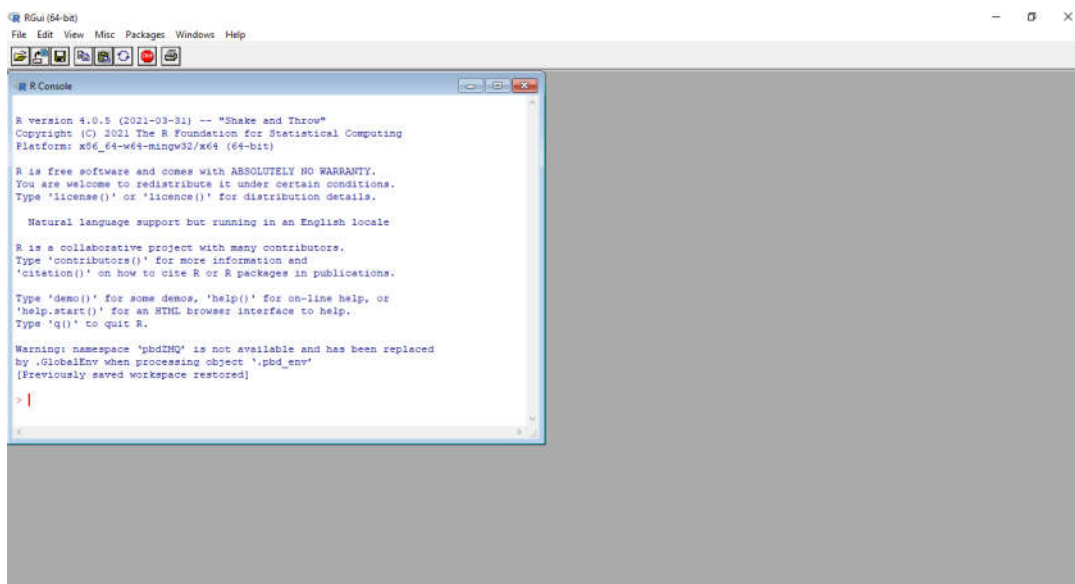 RGui (64-bit)
File Edit View Misc Packages Windows Help
STOP
R Console
R version 4.0.5 (2021-03-31) -- "Shake and Throw"
Copyright (C) 2021 The R Foundation for Statistical Computing
Platform: x86_64-w64-mingw32/x64 (64-bit)
R is free software and comes with ABSOLUTELY NO WARRANTY.
You are welcome to redistribute it under certain conditions.
Type 'license()' or 'licence()' for distribution details.
Natural language support but running in an English locale
R is a collaborative project with many contributors.
Type 'contributors()' for more information and
'citation()' on how to cite R or R packages in publications.
Type 'demo()' for some demos, 'help()' for on-line help, or
'help.start()' for an HTML browser interface to help.
Type 'q()' to quit R.
Warning: namespace ‘pbdZMQ’ is not available and has been replaced
by .GlobalEnv when processing object ‘.pbd_env’
[Previously saved workspace restored]
>